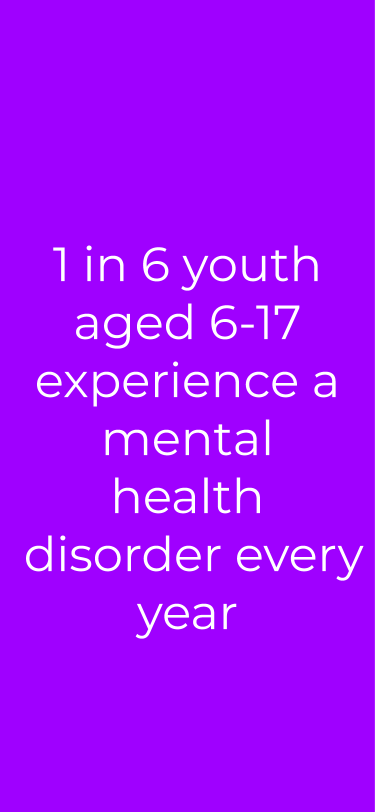 1 in 6 youth
aged 6-17
experience a
mental
health
disorder every
year